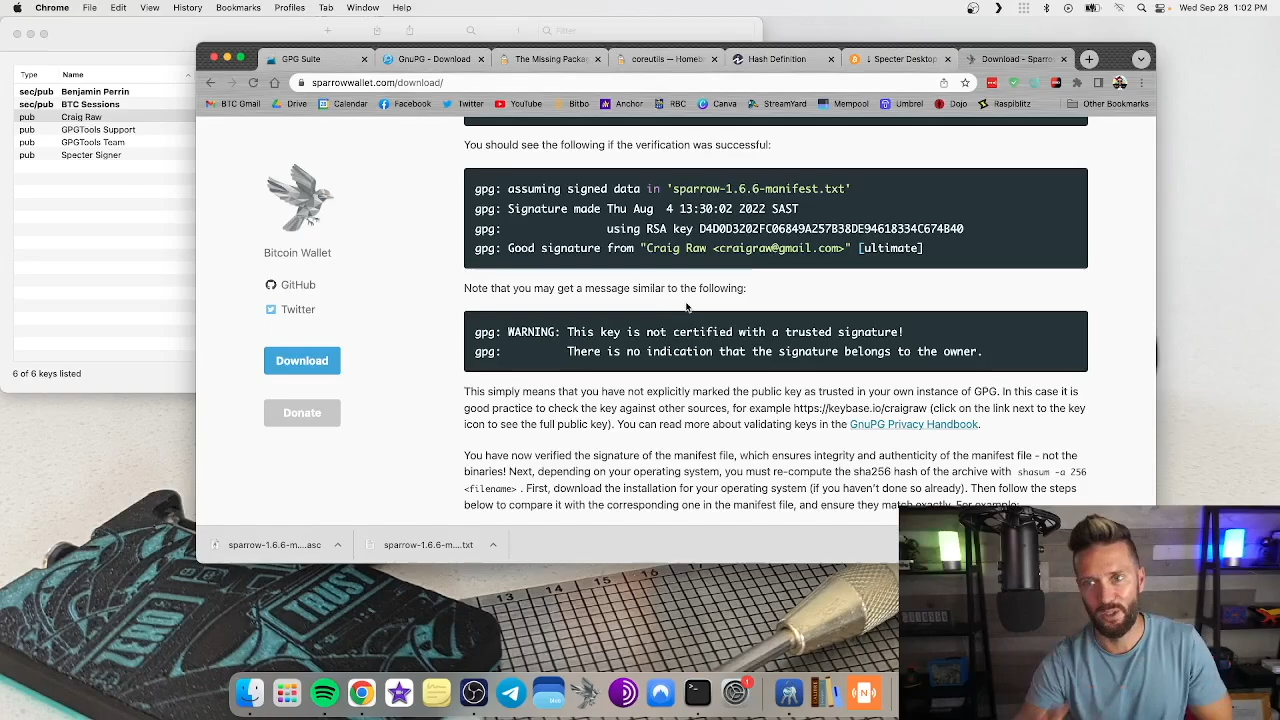 Chrome File Edit View History Bookmarks Profiles Tab Window Help
Wed Sep 28 1:02 PM
Filter
Type Name
sec/pub Benjamin Perrin
sec/pub BTC Sessions
pub Craig Raw
pub GPGTools Support
pub GPGTools Team
pub Specter Signer
6 of 6 keys listed
GPG Suite
GnuPG - Download
The Missing Packa
coreutils — Homeb
Hash Definition
↓ Specter Desktop
Download - Sparro
sparrowwallet.com/download/
BTC Gmail Drive Calendar Facebook Twitter YouTube Bitbo Anchor RBC Canva StreamYard Mempool Umbrel Dojo Raspiblitz Other Bookmarks
Bitcoin Wallet
GitHub
Twitter
Download
Donate
You should see the following if the verification was successful:
gpg: assuming signed data in 'sparrow-1.6.6-manifest.txt'
gpg: Signature made Thu Aug 4 13:30:02 2022 SAST
gpg: using RSA key D4D0D3202FC06849A257B38DE94618334C674B40
gpg: Good signature from "Craig Raw <craigraw@gmail.com>" [ultimate]
Note that you may get a message similar to the following:
gpg: WARNING: This key is not certified with a trusted signature!
gpg: There is no indication that the signature belongs to the owner.
This simply means that you have not explicitly marked the public key as trusted in your own instance of GPG. In this case it is
good practice to check the key against other sources, for example https://keybase.io/craigraw (click on the link next to the key
icon to see the full public key). You can read more about validating keys in the GnuPG Privacy Handbook.
You have now verified the signature of the manifest file, which ensures integrity and authenticity of the manifest file - not the
binaries! Next, depending on your operating system, you must re-compute the sha256 hash of the archive with shasum -a 256
<filename>. First, download the installation for your operating system (if you haven't done so already). Then follow the steps
below to compare it with the corresponding one in the manifest file, and ensure they match exactly. For example:
sparrow-1.6.6-m....asc
sparrow-1.6.6-m....txt
13 14 15 16 17
TRUST
1